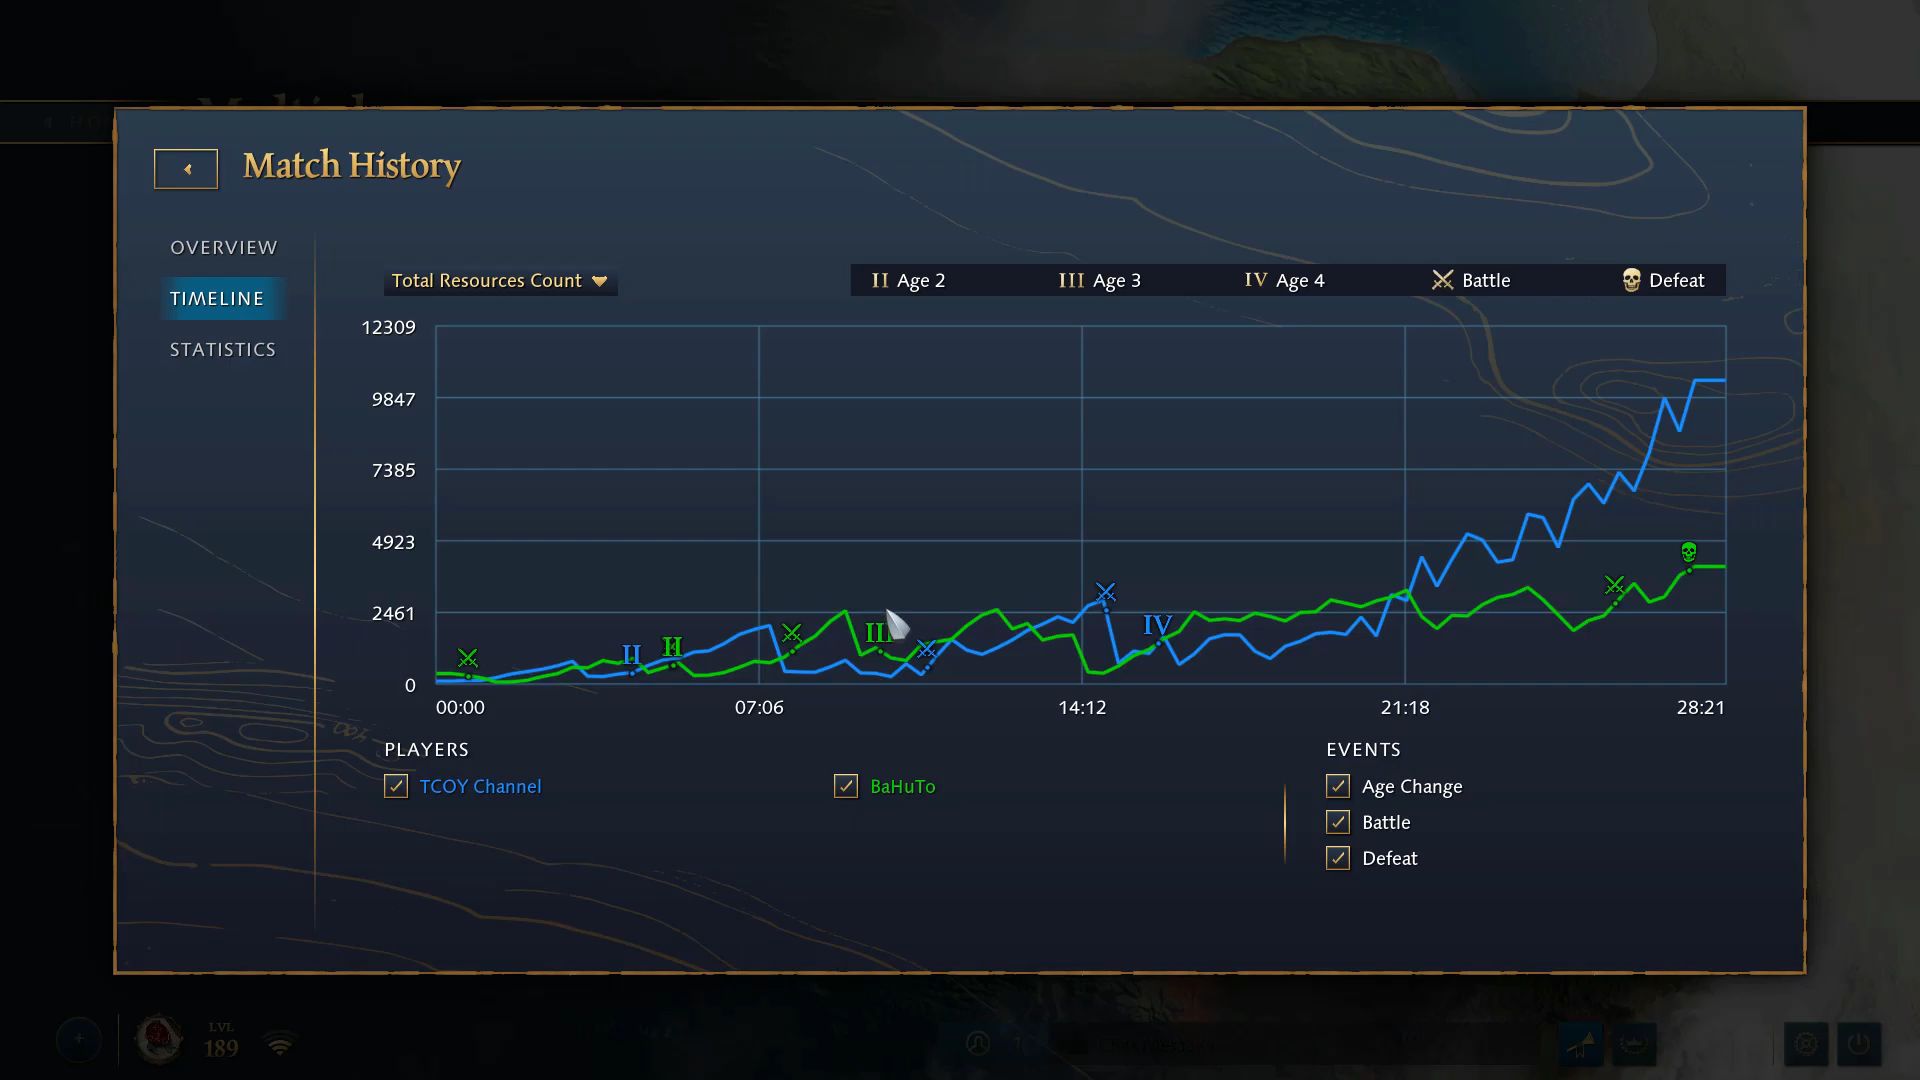 Match History
OVERVIEW
TIMELINE
STATISTICS
Total Resources Count
II Age 2
III Age 3
IV Age 4
Battle
Defeat
12309
9847
7385
4923
2461
0
II
II
III
IV
00:00
07:06
14:12
21:18
28:21
PLAYERS
TCOY Channel
BaHuTo
EVENTS
Age Change
Battle
Defeat
LVL
189